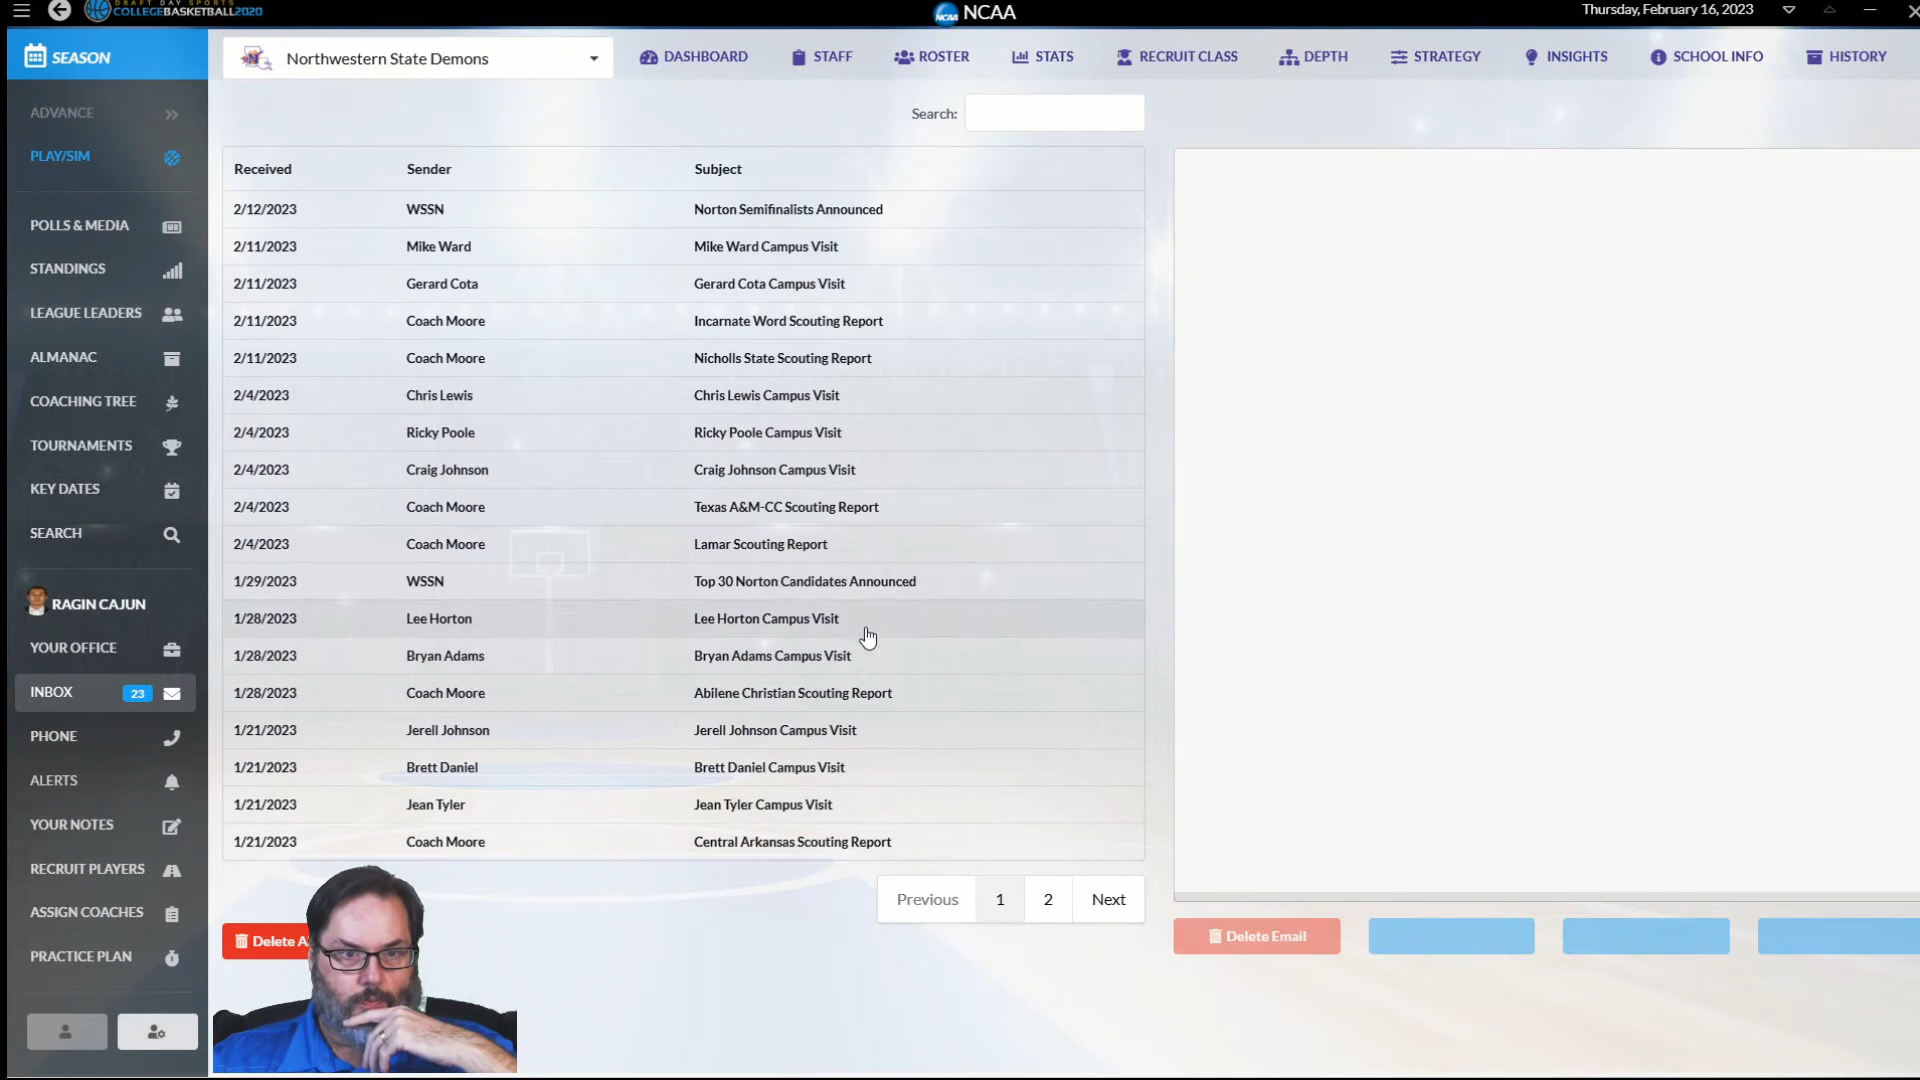 DRAFT DAY SPORTS
COLLEGEBASKETBALL2020
NCAA NCAA
Thursday, February 16, 2023
SEASON
Northwestern State Demons
DASHBOARD STAFF ROSTER STATS RECRUIT CLASS DEPTH STRATEGY INSIGHTS SCHOOL INFO HISTORY
ADVANCE
PLAY/SIM
POLLS & MEDIA
STANDINGS
LEAGUE LEADERS
ALMANAC
COACHING TREE
TOURNAMENTS
KEY DATES
SEARCH
RAGIN CAJUN
YOUR OFFICE
INBOX 23
PHONE
ALERTS
YOUR NOTES
RECRUIT PLAYERS
ASSIGN COACHES
PRACTICE PLAN
Search:
Received Sender Subject
2/12/2023 WSSN Norton Semifinalists Announced
2/11/2023 Mike Ward Mike Ward Campus Visit
2/11/2023 Gerard Cota Gerard Cota Campus Visit
2/11/2023 Coach Moore Incarnate Word Scouting Report
2/11/2023 Coach Moore Nicholls State Scouting Report
2/4/2023 Chris Lewis Chris Lewis Campus Visit
2/4/2023 Ricky Poole Ricky Poole Campus Visit
2/4/2023 Craig Johnson Craig Johnson Campus Visit
2/4/2023 Coach Moore Texas A&M-CC Scouting Report
2/4/2023 Coach Moore Lamar Scouting Report
1/29/2023 WSSN Top 30 Norton Candidates Announced
1/28/2023 Lee Horton Lee Horton Campus Visit
1/28/2023 Bryan Adams Bryan Adams Campus Visit
1/28/2023 Coach Moore Abilene Christian Scouting Report
1/21/2023 Jerell Johnson Jerell Johnson Campus Visit
1/21/2023 Brett Daniel Brett Daniel Campus Visit
1/21/2023 Jean Tyler Jean Tyler Campus Visit
1/21/2023 Coach Moore Central Arkansas Scouting Report
Previous 1 2 Next
Delete
Delete Email